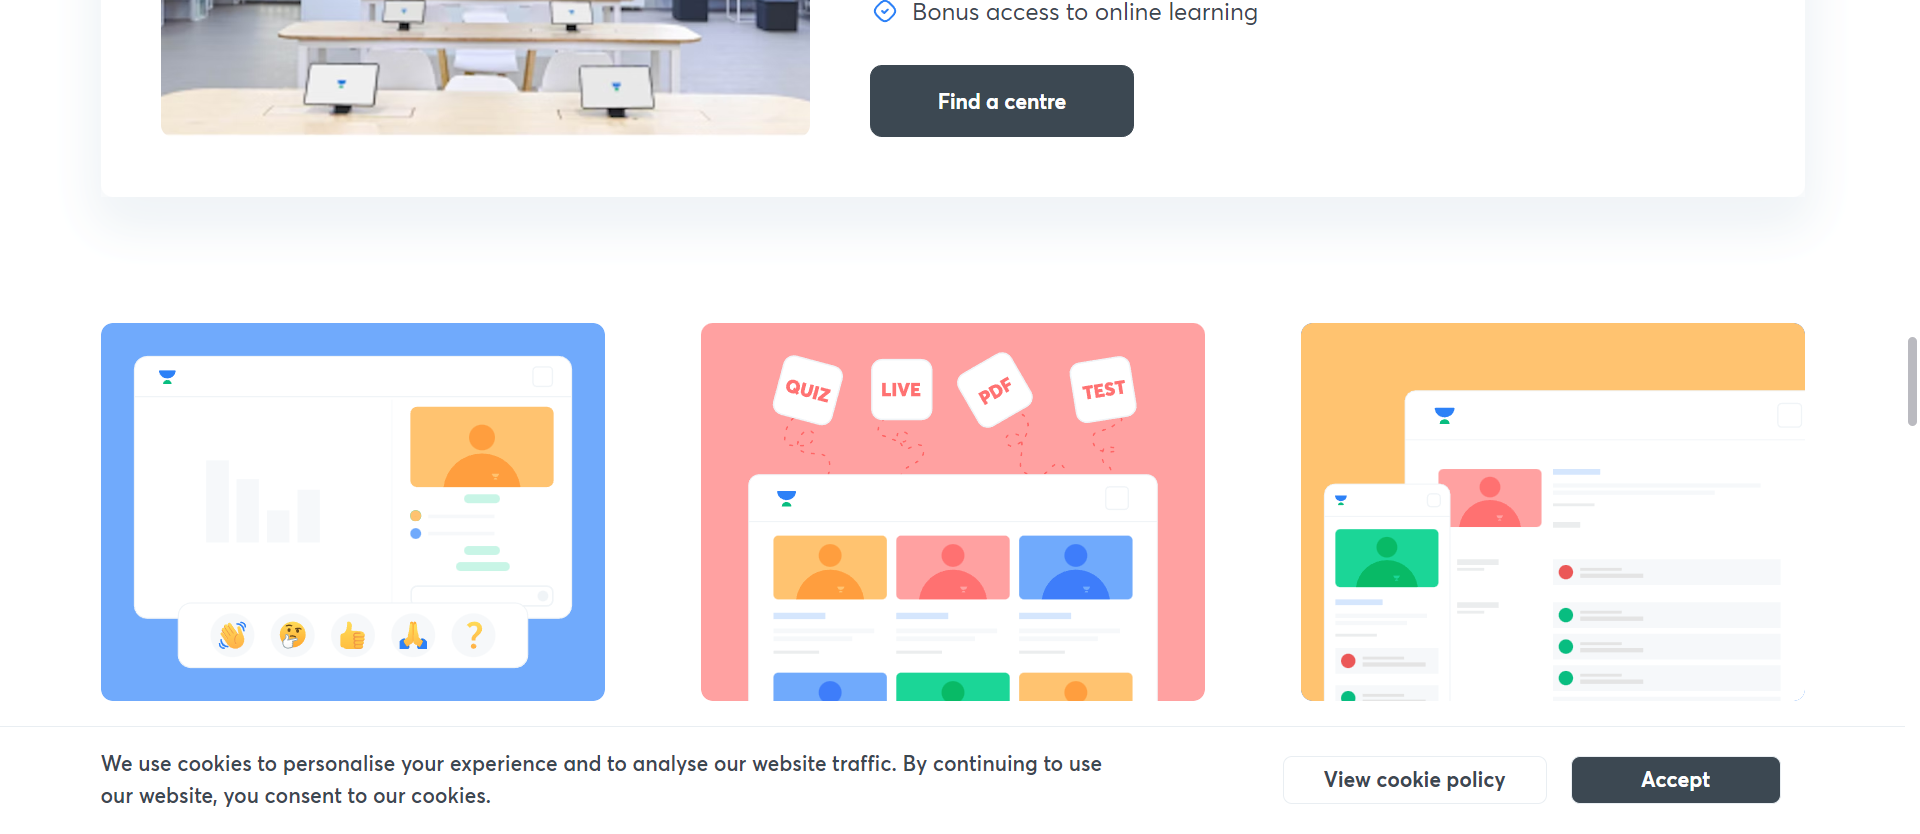 Bonus access to online learning
Find a centre
QUIZ
LIVE
PDF
TEST
We use cookies to personalise your experience and to analyse our website traffic. By continuing to use
our website, you consent to our cookies.
View cookie policy
Accept